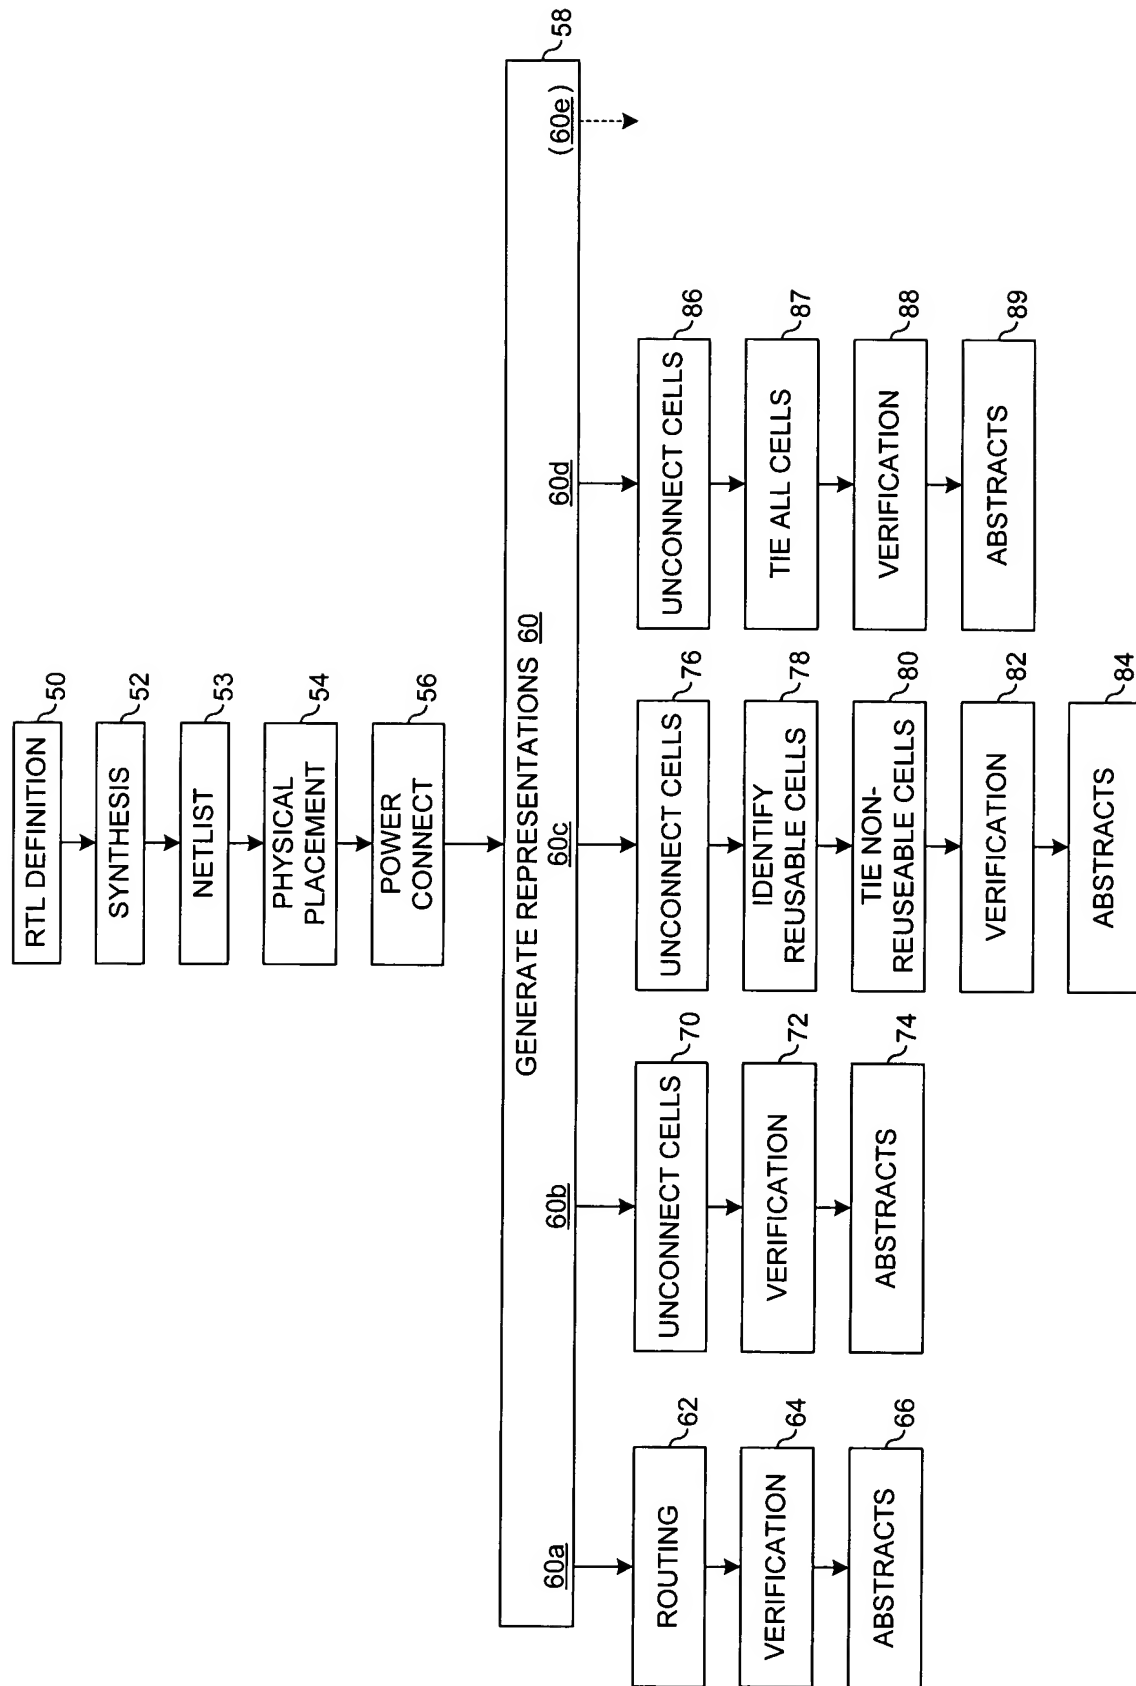 RTL DEFINITION
50
SYNTHESIS
52
NETLIST
53
PHYSICAL
PLACEMENT
54
POWER
CONNECT
56
GENERATE REPRESENTATIONS 60
58
60a
60b
60c
60d
(60e)
ROUTING
62
VERIFICATION
64
ABSTRACTS
66
UNCONNECT CELLS
70
VERIFICATION
72
ABSTRACTS
74
UNCONNECT CELLS
76
IDENTIFY
REUSABLE CELLS
78
TIE NON-
REUSEABLE CELLS
80
VERIFICATION
82
ABSTRACTS
84
UNCONNECT CELLS
86
TIE ALL CELLS
87
VERIFICATION
88
ABSTRACTS
89